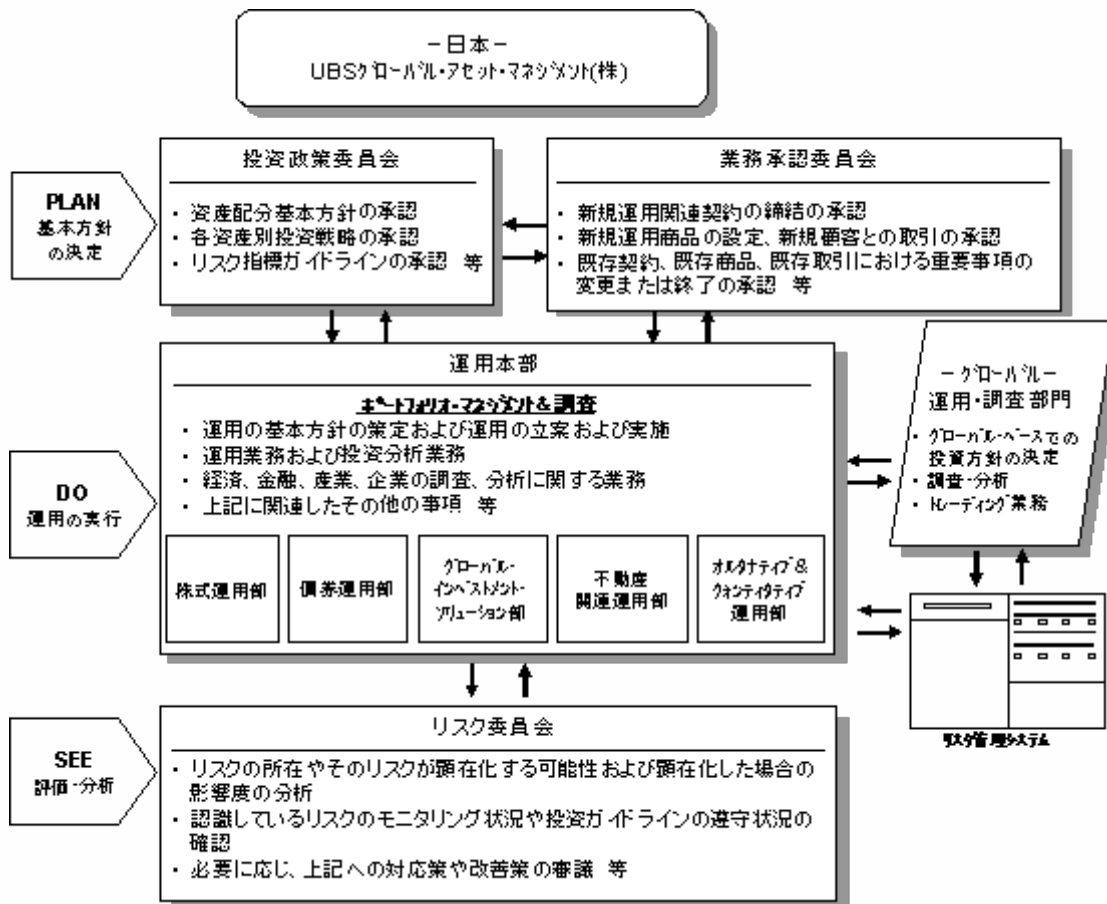 －日本－
UBSｸﾞﾛｰﾊﾞﾙ･ｱｾｯﾄ･ﾏﾈｼﾞﾒﾝﾄ(株)
PLAN
基本方針
の決定
投資政策委員会
・ 資産配分基本方針の承認
・ 各資産別投資戦略の承認
・ リスク指標ガイドラインの承認 等
業務承認委員会
・ 新規運用関連契約の締結の承認
・ 新規運用商品の設定、新規顧客との取引の承認
・ 既存契約、既存商品、既存取引における重要事項の
変更または終了の承認 等
DO
運用の実行
運用本部
ﾎﾟｰﾄﾌｫﾘｵ･ﾏﾈｼﾞﾒﾝﾄ&調査
・ 運用の基本方針の策定および運用の立案および実施
・ 運用業務および投資分析業務
・ 経済、金融、産業、企業の調査、分析に関する業務
・ 上記に関連したその他の事項 等
株式運用部
債券運用部
ｸﾞﾛｰﾊﾞﾙ･
ｲﾝﾍﾞｽﾄﾒﾝﾄ･
ｿﾘｭｰｼｮﾝ部
不動産
関連運用部
ｵﾙﾀﾅﾃｨﾌﾞ&
ｸｫﾝﾃｨﾀﾃｨﾌﾞ
運用部
－ｸﾞﾛｰﾊﾞﾙ－
運用･調査部門
・ ｸﾞﾛｰﾊﾞﾙ･ﾍﾞｰｽでの
投資方針の決定
・ 調査･分析
・ ﾄﾚｰﾃﾞｨﾝｸﾞ業務
ﾘｽｸ管理ｼｽﾃﾑ
SEE
評価･分析
リスク委員会
・ リスクの所在やそのリスクが顕在化する可能性および顕在化した場合の
影響度の分析
・ 認識しているリスクのモニタリング状況や投資ガイドラインの遵守状況の
確認
・ 必要に応じ、上記への対応策や改善策の審議 等